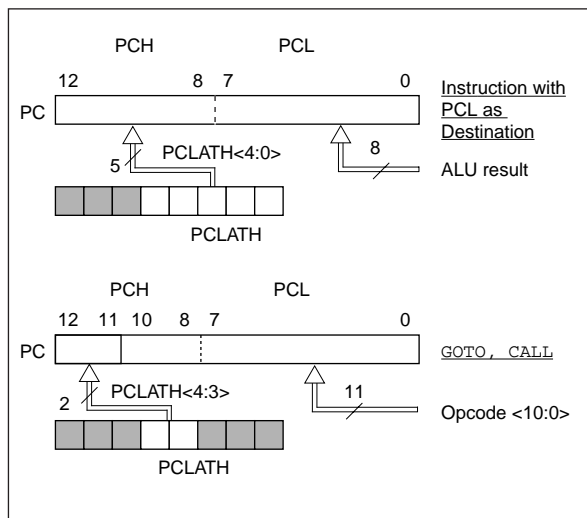 PCH PCL
12 8 7 0
PC
Instruction with
PCL as
Destination
5 PCLATH<4:0>
8
ALU result
PCLATH
PCH PCL
12 11 10 8 7 0
PC
GOTO, CALL
2 PCLATH<4:3>
11
Opcode <10:0>
PCLATH